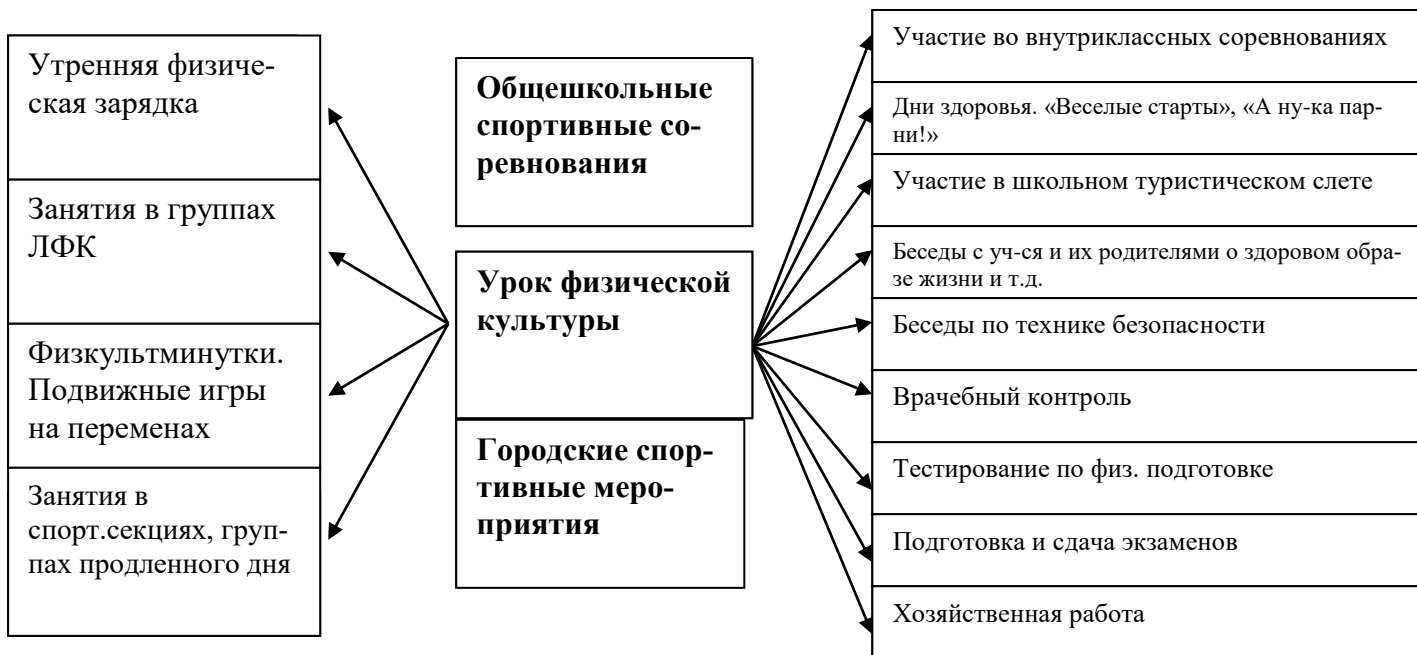 Утренняя физиче-
ская зарядка
Занятия в группах
ЛФК
Физкультминутки.
Подвижные игры
на переменах
Занятия в
спорт.секциях, груп-
пах продленного дня
Общешкольные
спортивные со-
ревнования
Урок физической
культуры
Городские спор-
тивные меро-
приятия
Участие во внутриклассных соревнованиях
Дни здоровья. «Веселые старты», «А ну-ка пар-
ни!»
Участие в школьном туристическом слете
Беседы с уч-ся и их родителями о здоровом обра-
зе жизни и т.д.
Беседы по технике безопасности
Врачебный контроль
Тестирование по физ. подготовке
Подготовка и сдача экзаменов
Хозяйственная работа